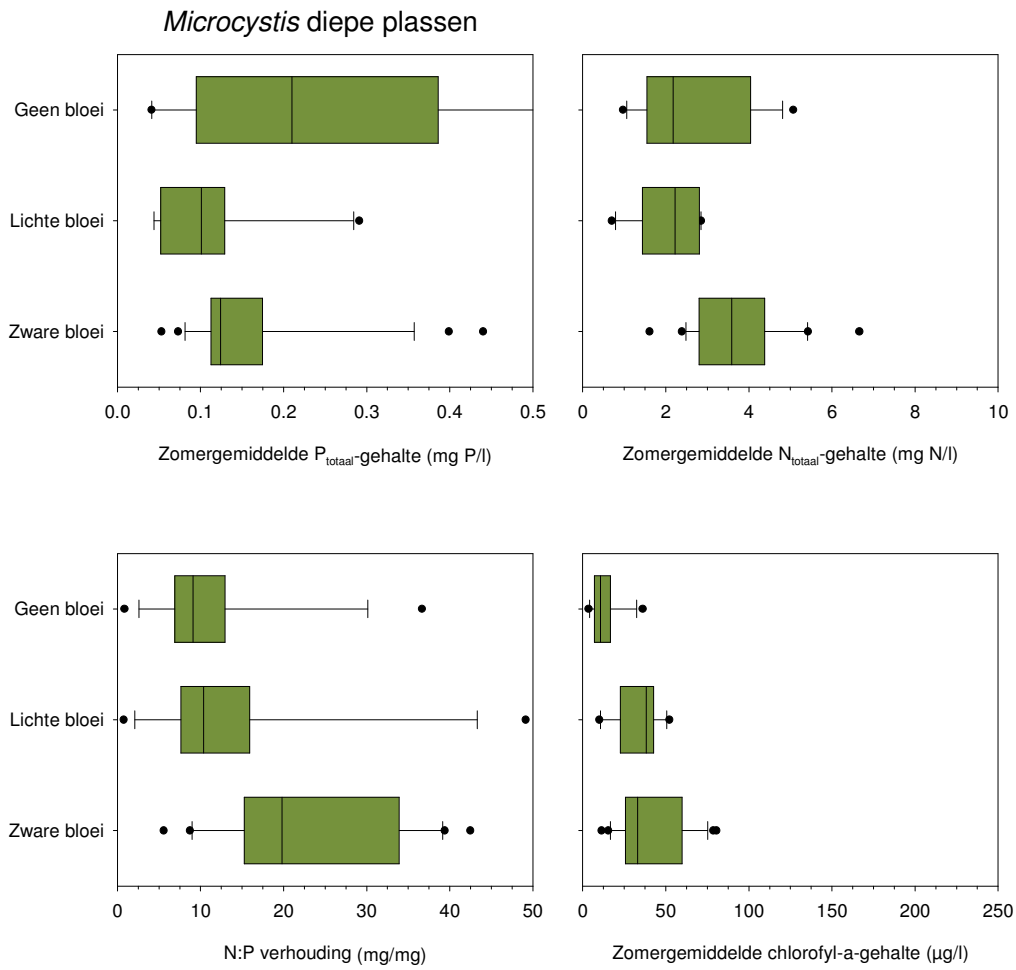 Microcystis diepe plassen
Geen bloei
Lichte bloei
Zware bloei
0.0 0.1 0.2 0.3 0.4 0.5
Zomergemiddelde Ptotaal-gehalte (mg P/l)
0 2 4 6 8 10
Zomergemiddelde Ntotaal-gehalte (mg N/l)
Geen bloei
Lichte bloei
Zware bloei
0 10 20 30 40 50
N:P verhouding (mg/mg)
0 50 100 150 200 250
Zomergemiddelde chlorofyl-a-gehalte (µg/l)